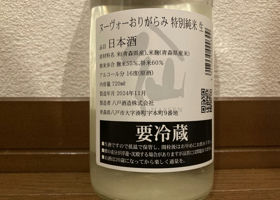 ヌーヴォーおりがらみ 特別純米 生
品目 日本酒
原材料名 米(青森県産)、米麹(青森県産米)
精米歩合 麹米55%、掛米60%
アルコール分 16度(原酒)
内容量 720ml
製造年月 2024年11月
製造者 八戸酒造株式会社
青森県八戸市大字湊町字本町9番地
要冷蔵